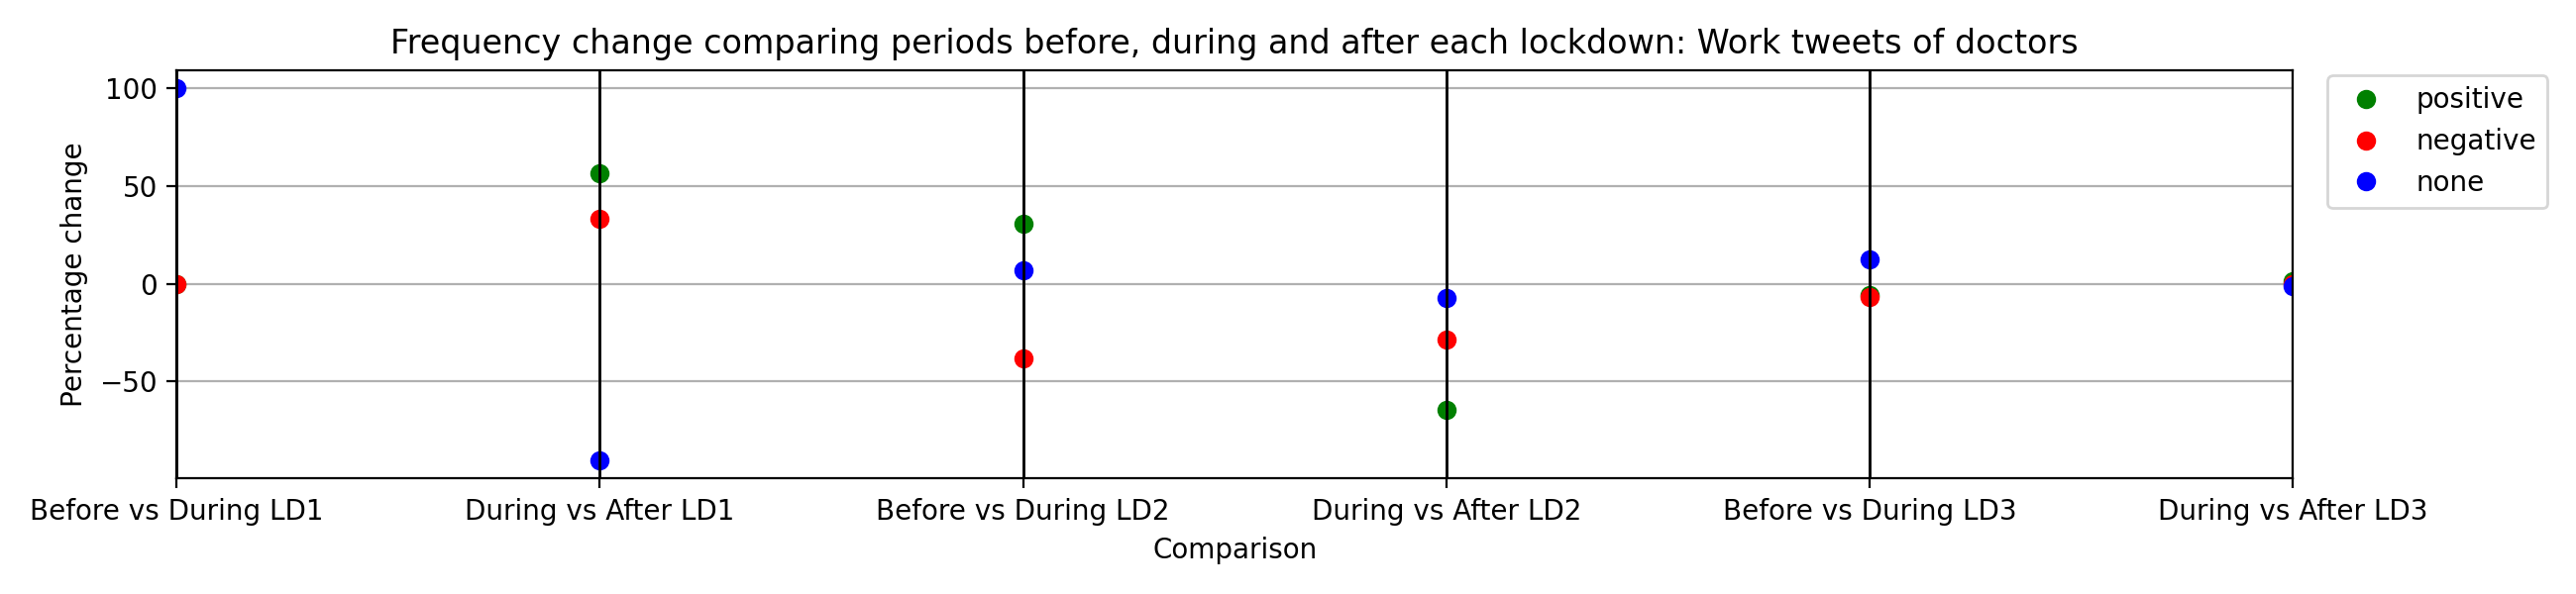 Frequency change comparing periods before, during and after each lockdown: Work tweets of doctors
positive
negative
none
Percentage change
100
50
0
−50
Before vs During LD1
During vs After LD1
Before vs During LD2
During vs After LD2
Before vs During LD3
During vs After LD3
Comparison